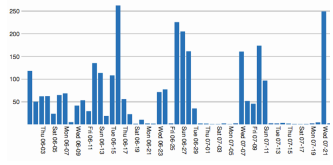 250
200
150
100
50
Thu 06-03
Sat 06-05
Mon 06-07
Wed 06-09
Fri 06-11
Sun 06-13
Tue 06-15
Thu 06-17
Sat 06-19
Mon 06-21
Wed 06-23
Fri 06-25
Sun 06-27
Tue 06-29
Thu 07-01
Sat 07-03
Mon 07-05
Wed 07-07
Fri 07-09
Sun 07-11
Tue 07-13
Thu 07-15
Sat 07-17
Mon 07-19
Wed 07-21